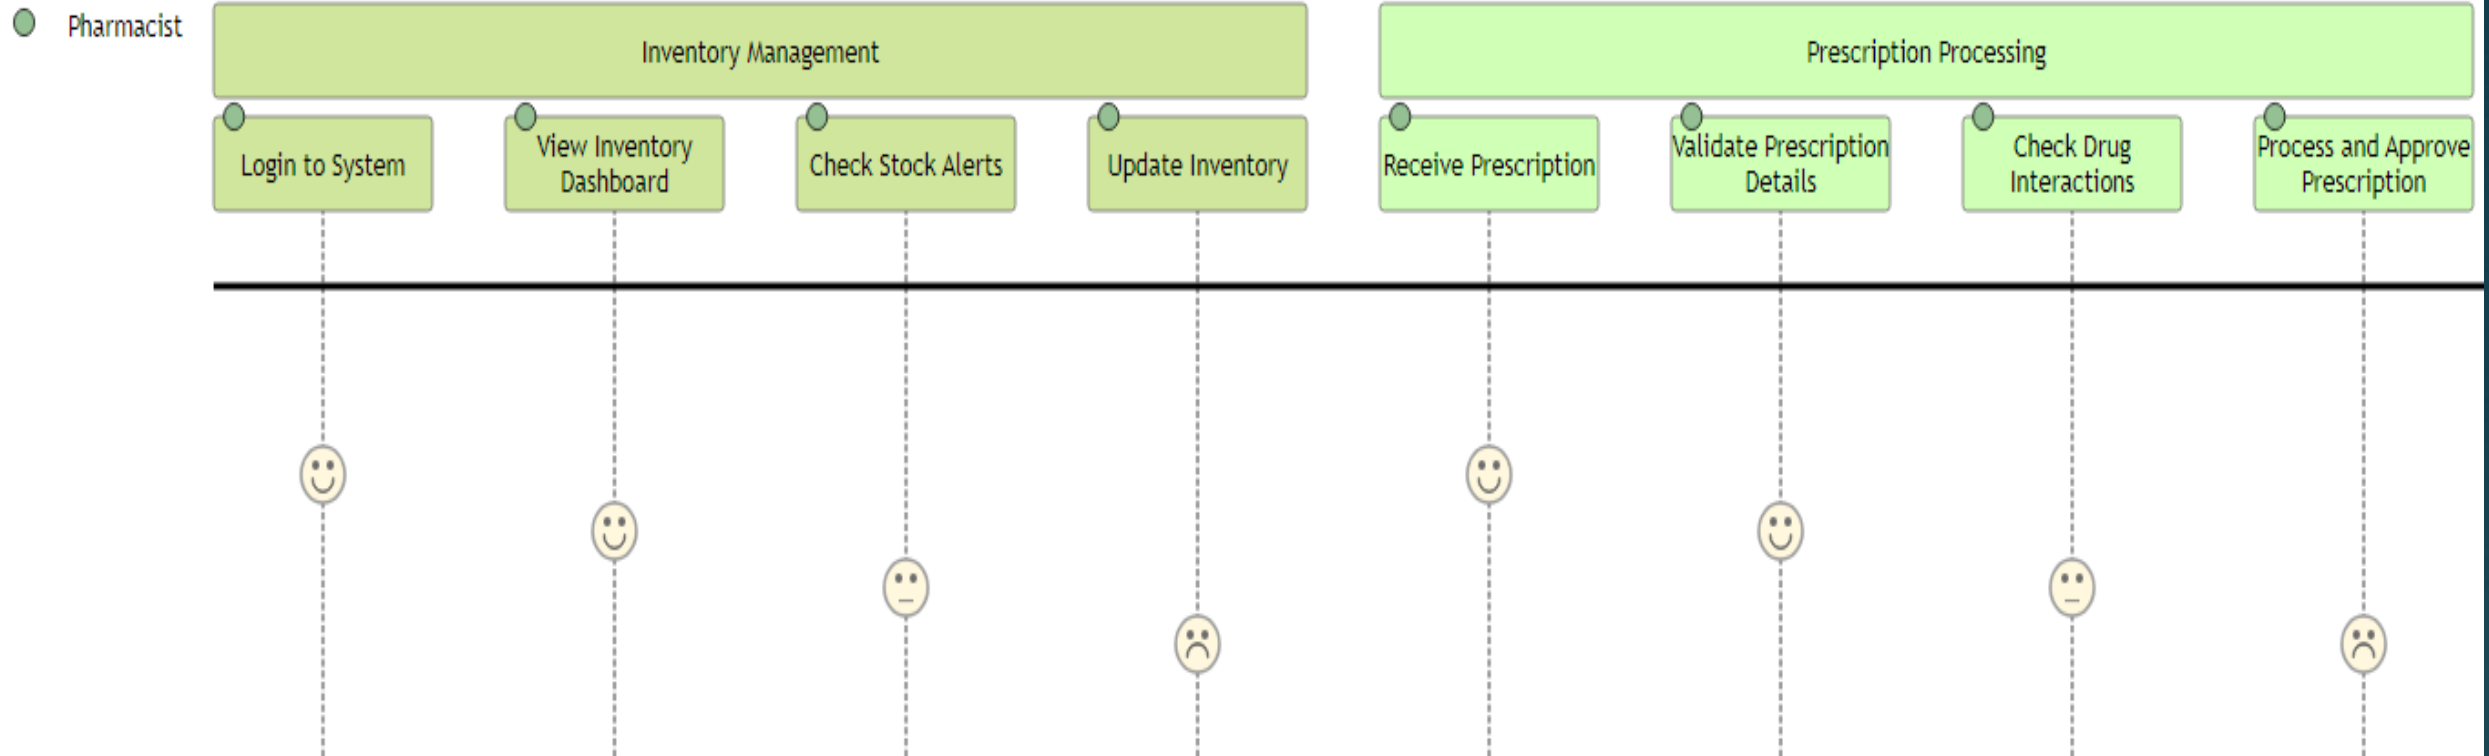 Pharmacist
Inventory Management
Prescription Processing
Login to System
View Inventory
Dashboard
Check Stock Alerts
Update Inventory
Receive Prescription
Validate Prescription
Details
Check Drug
Interactions
Process and Approve
Prescription